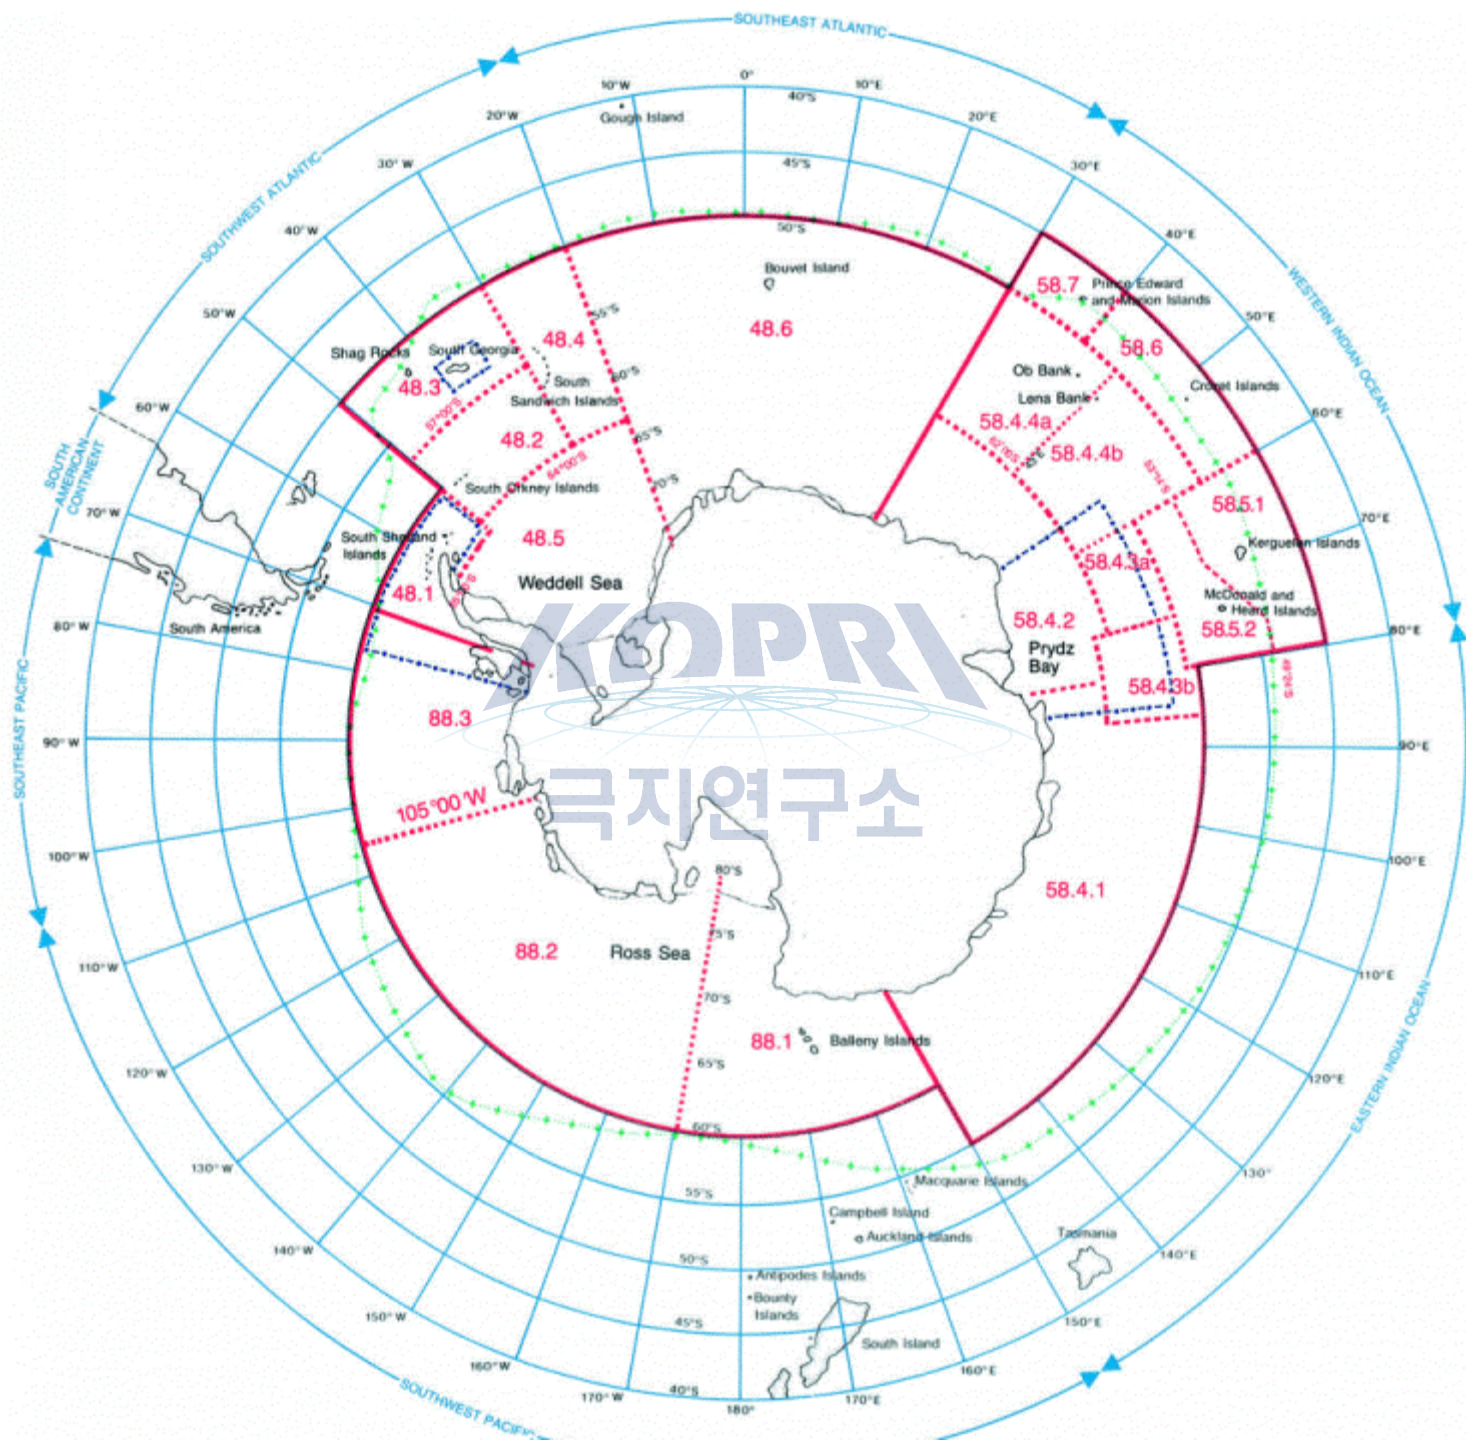 SOUTHEAST ATLANTIC
0°
10°W
10°E
40°S
20°W
Gough Island
20°E
45°S
30°W
30°E
SOUTHWEST ATLANTIC
40°W
50°S
40°E
WESTERN INDIAN OCEAN
Bouvet Island
58.7
Prince Edward
and Marion Islands
50°W
55°S
50°E
48.4
48.6
Shag Rocks
South Georgia
58.6
Ob Bank
60°S
48.3
South
Sandwich Islands
Crozet Islands
Lena Bank
60°W
57°00'S
60°E
58.4.4a
48.2
65°S
62°00'S
58.4.4b
64°00'S
SOUTH
AMERICAN
CONTINENT
South Orkney Islands
70°S
70°W
58.5.1
70°E
South Shetland
Islands
48.5
Kerguelen Islands
58.4.3a
Weddell Sea
48.1
McDonald and
Heard Islands
58.4.2
80°W
South America
58.5.2
80°E
KOPRI
Prydz
Bay
49°24'S
58.4.3b
88.3
SOUTHEAST PACIFIC
90°W
90°E
105°00'W
극지연구소
100°W
100°E
80°S
58.4.1
75°S
88.2
Ross Sea
110°W
110°E
70°S
88.1
Balleny Islands
EASTERN INDIAN OCEAN
65°S
120°W
120°E
60°S
130°W
130°
55°S
Macquarie Islands
Campbell Island
Auckland Islands
Tasmania
140°W
140°E
50°S
Antipodes Islands
Bounty
Islands
150°W
45°S
150°E
South Island
160°W
160°E
SOUTHWEST PACIFIC
170°W
40°S
180°
170°E